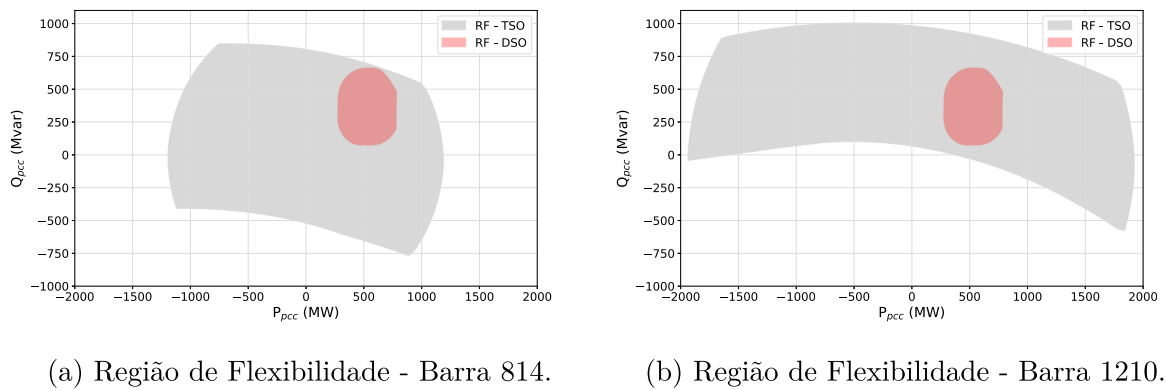 1000
750
500
250
0
−250
−500
−750
−1000
Q_pcc (Mvar)
−2000 −1500 −1000 −500 0 500 1000 1500 2000
P_pcc (MW)
RF - TSO
RF - DSO
(a) Região de Flexibilidade - Barra 814.
1000
750
500
250
0
−250
−500
−750
−1000
Q_pcc (Mvar)
−2000 −1500 −1000 −500 0 500 1000 1500 2000
P_pcc (MW)
RF - TSO
RF - DSO
(b) Região de Flexibilidade - Barra 1210.